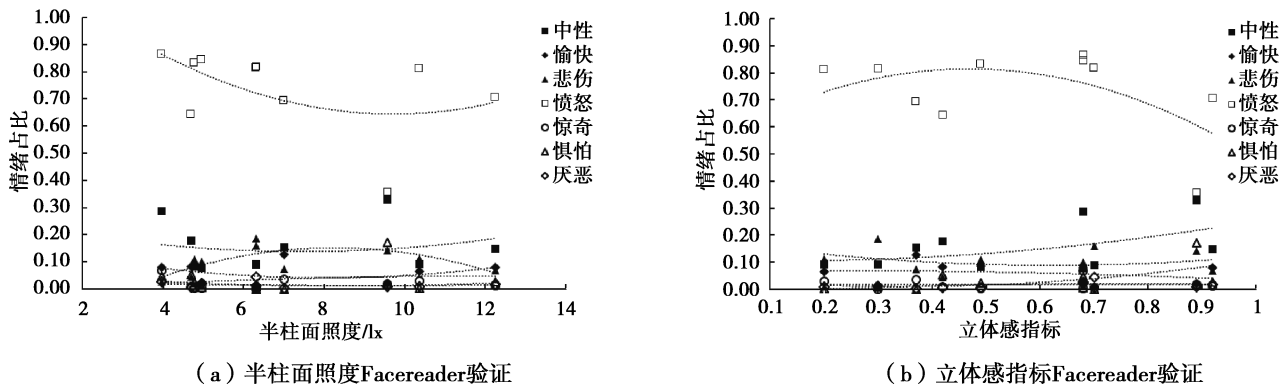 1.00
0.90
0.80
0.70
0.60
0.50
0.40
0.30
0.20
0.10
0.00
情绪占比
2
4
6
8
10
12
14
半柱面照度/lx
中性
愉快
悲伤
愤怒
惊奇
惧怕
厌恶
（a）半柱面照度Facereader验证
1.00
0.90
0.80
0.70
0.60
0.50
0.40
0.30
0.20
0.10
0.00
情绪占比
0.1
0.2
0.3
0.4
0.5
0.6
0.7
0.8
0.9
1
立体感指标
中性
愉快
悲伤
愤怒
惊奇
惧怕
厌恶
（b）立体感指标Facereader验证